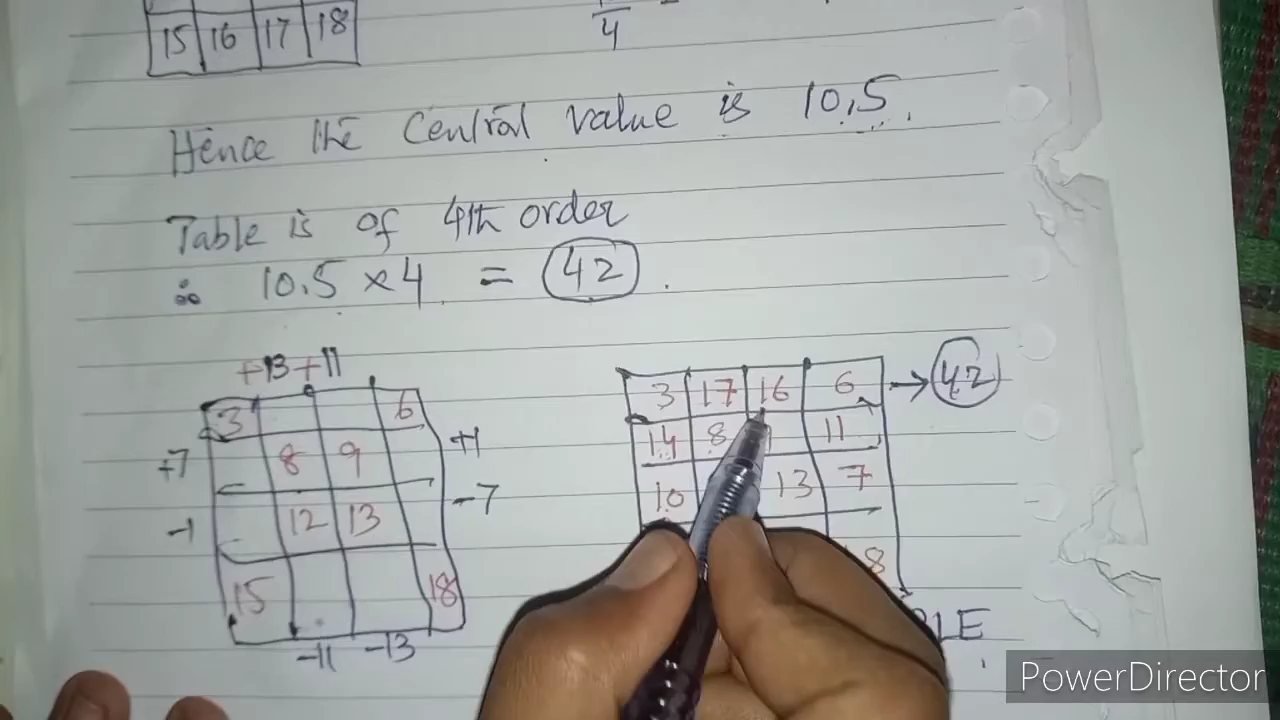 15 16 17 18
4
Hence the Central value is 10.5.
Table is of 4th order
∴ 10.5 × 4 = 42.
+13 +11
3 6
+7 8 9 +1
-1 12 13 -7
15 18
-11 -13
3 17 16 6 → 42
14 8 11
10 13 7
8
LE
PowerDirector